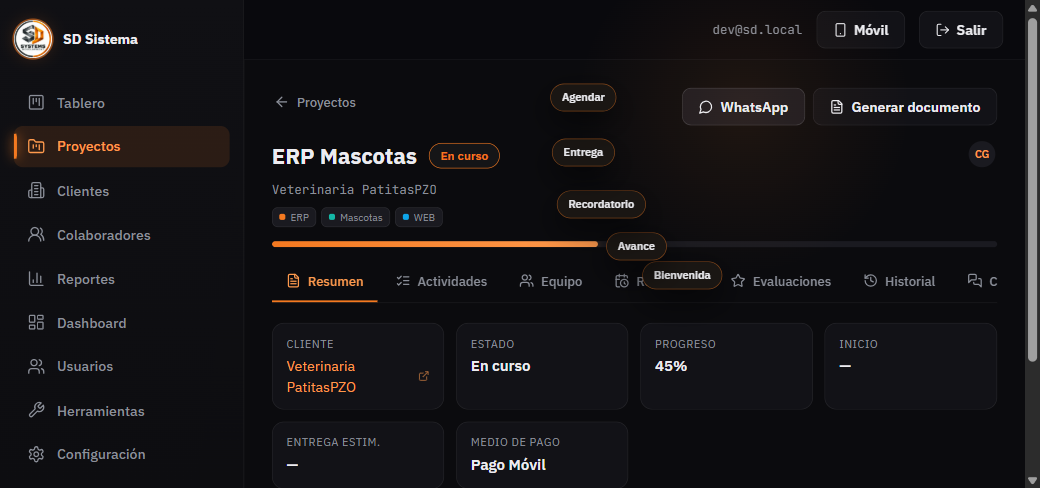 SD SYSTEMS
SD Sistema
dev@sd.local
Móvil
Salir
Tablero
Proyectos
Clientes
Colaboradores
Reportes
Dashboard
Usuarios
Herramientas
Configuración
Proyectos
Agendar
WhatsApp
Generar documento
ERP Mascotas
En curso
Entrega
CG
Veterinaria PatitasPZO
Recordatorio
ERP
Mascotas
WEB
Avance
Bienvenida
Resumen
Actividades
Equipo
Evaluaciones
Historial
CLIENTE
Veterinaria
PatitasPZO
ESTADO
En curso
PROGRESO
45%
INICIO
—
ENTREGA ESTIM.
—
MEDIO DE PAGO
Pago Móvil